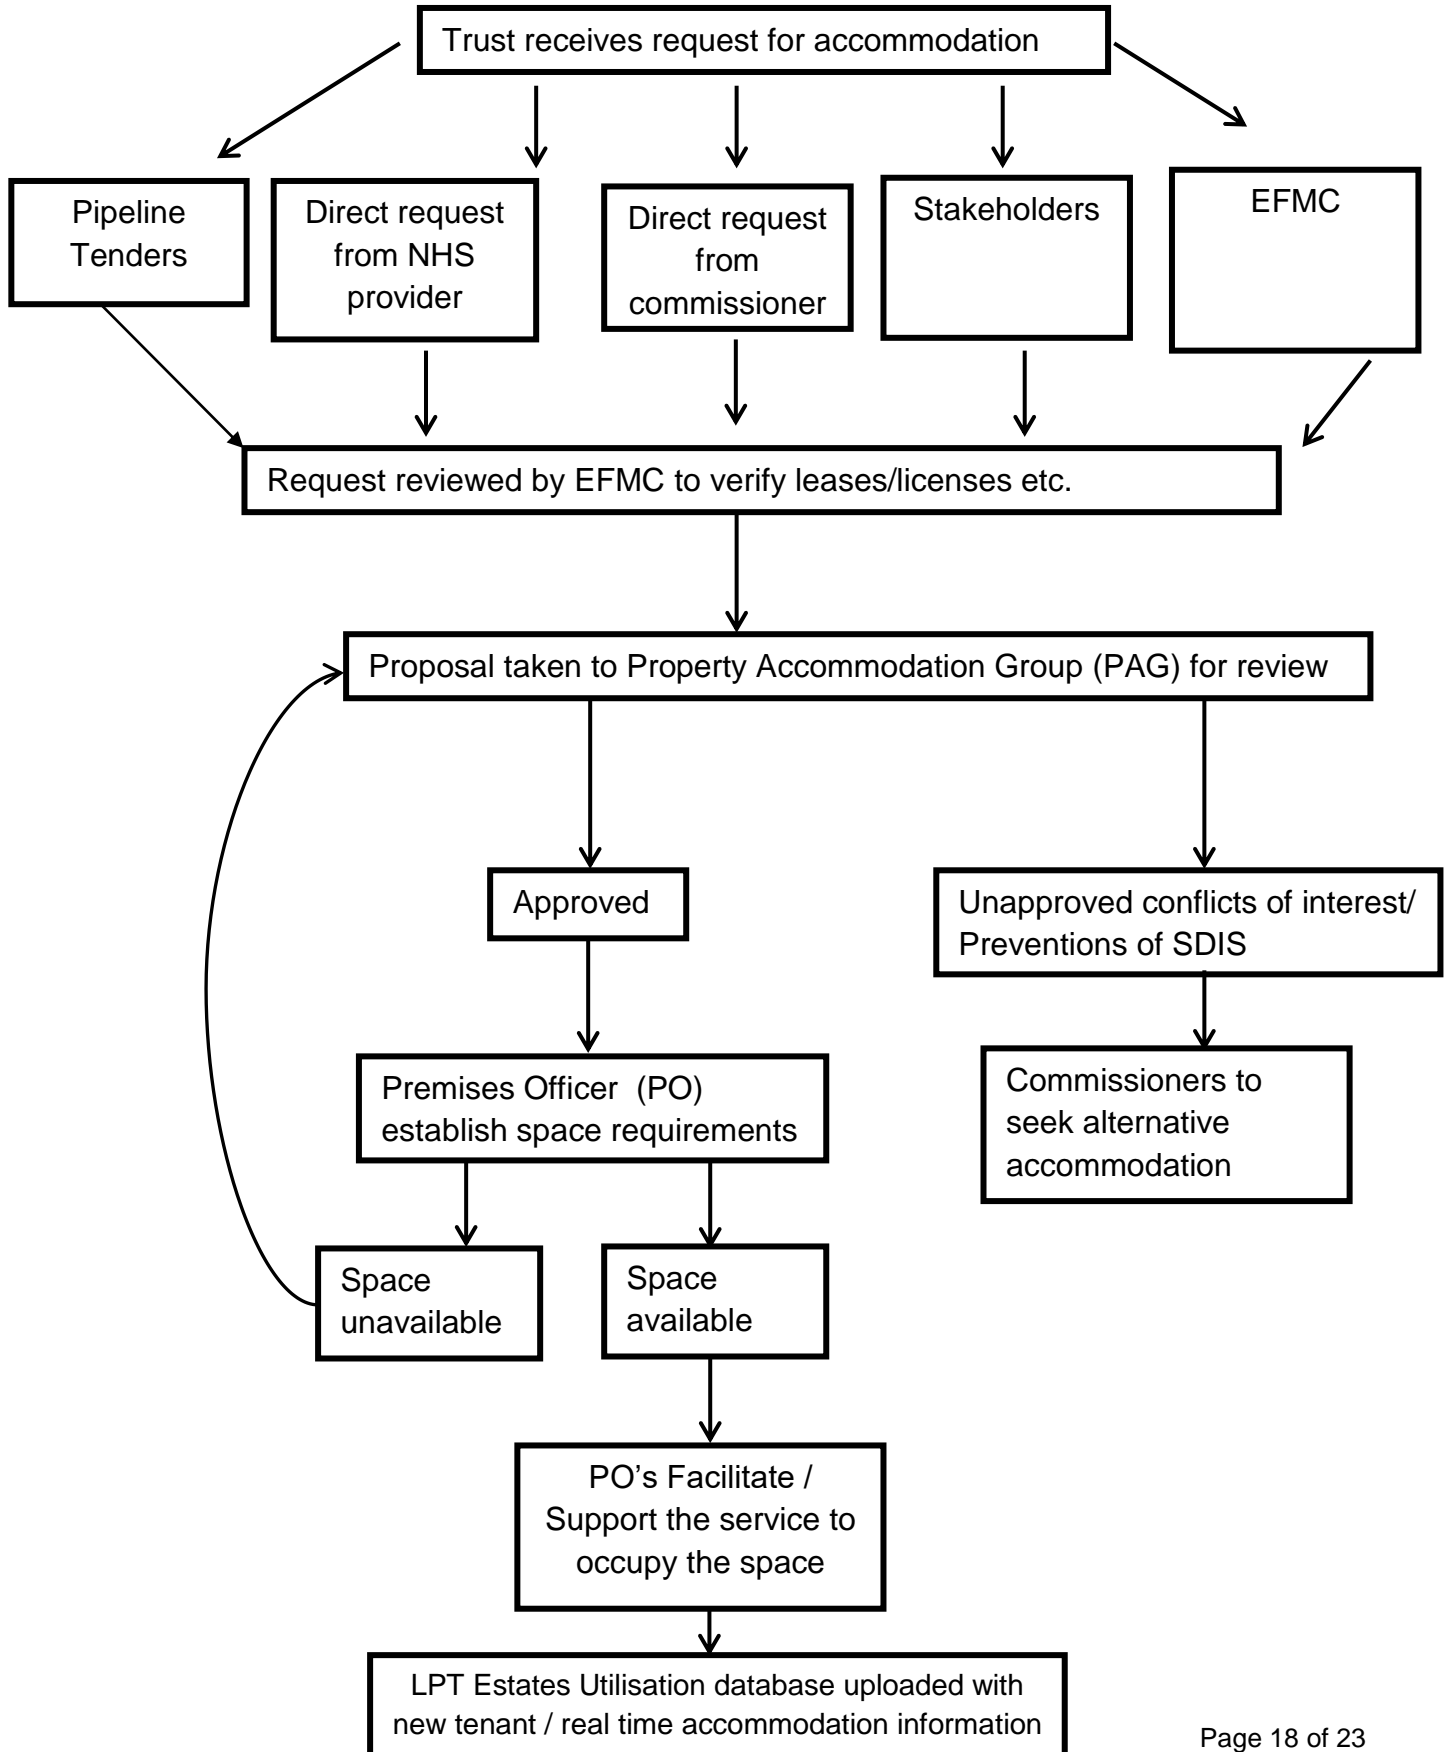 Trust receives request for accommodation
Pipeline
Tenders
Direct request
from NHS
provider
Direct request
from
commissioner
Stakeholders
EFMC
Request reviewed by EFMC to verify leases/licenses etc.
Proposal taken to Property Accommodation Group (PAG) for review
Approved
Unapproved conflicts of interest/
Preventions of SDIS
Premises Officer  (PO)
establish space requirements
Commissioners to
seek alternative
accommodation
Space
unavailable
Space
available
PO’s Facilitate /
Support the service to
occupy the space
LPT Estates Utilisation database uploaded with
new tenant / real time accommodation information
Page 18 of 23